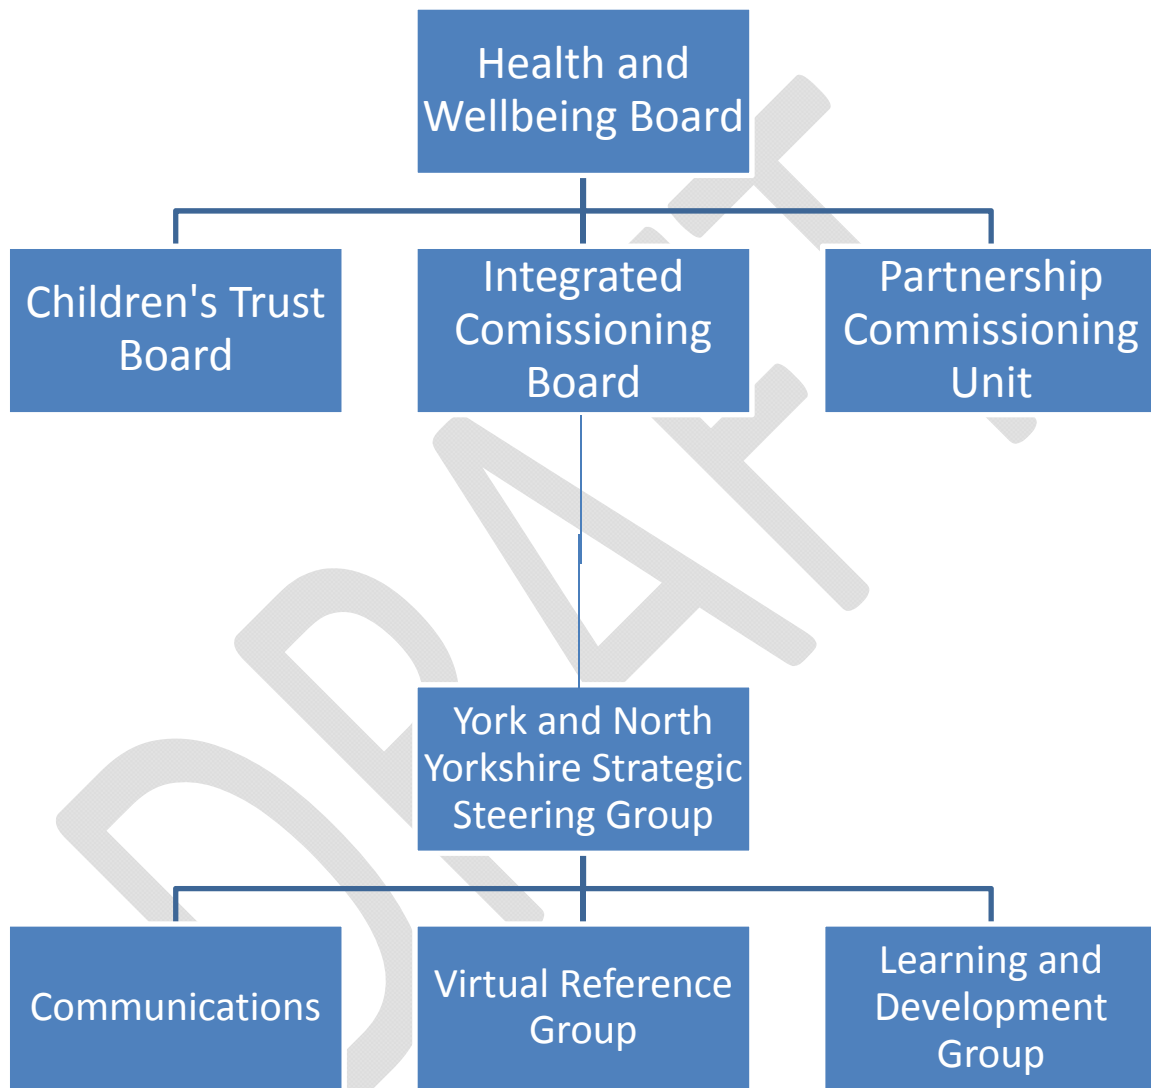 Health and
Wellbeing Board
Children's Trust
Board
Integrated
Comissioning
Board
Partnership
Commissioning
Unit
York and North
Yorkshire Strategic
Steering Group
Communications
Virtual Reference
Group
Learning and
Development
Group
DRAFT